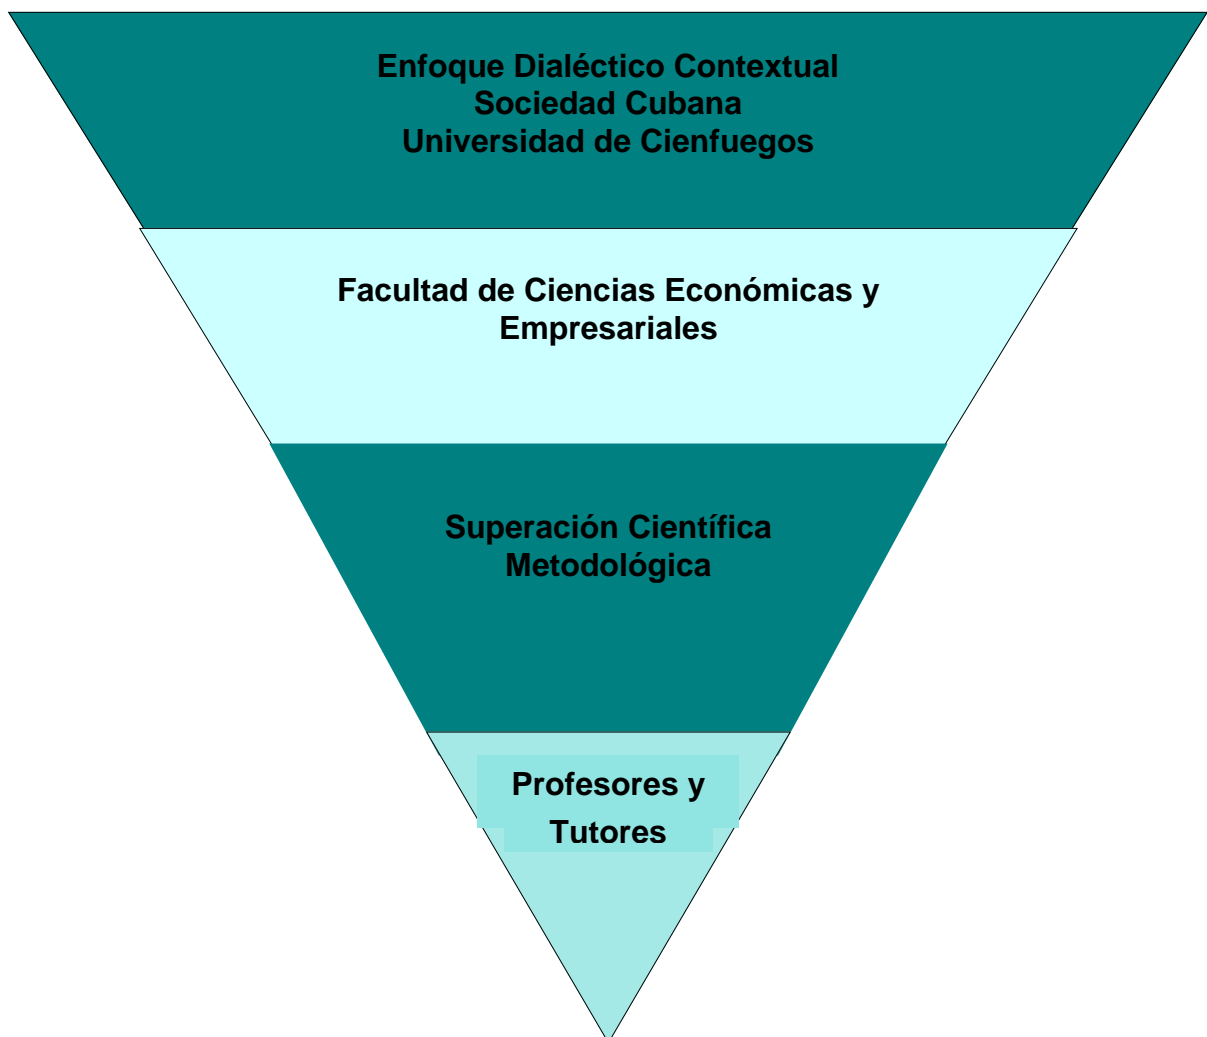 Enfoque Dialéctico Contextual
Sociedad Cubana
Universidad de Cienfuegos
Facultad de Ciencias Económicas y
Empresariales
Superación Científica
Metodológica
Profesores y
Tutores